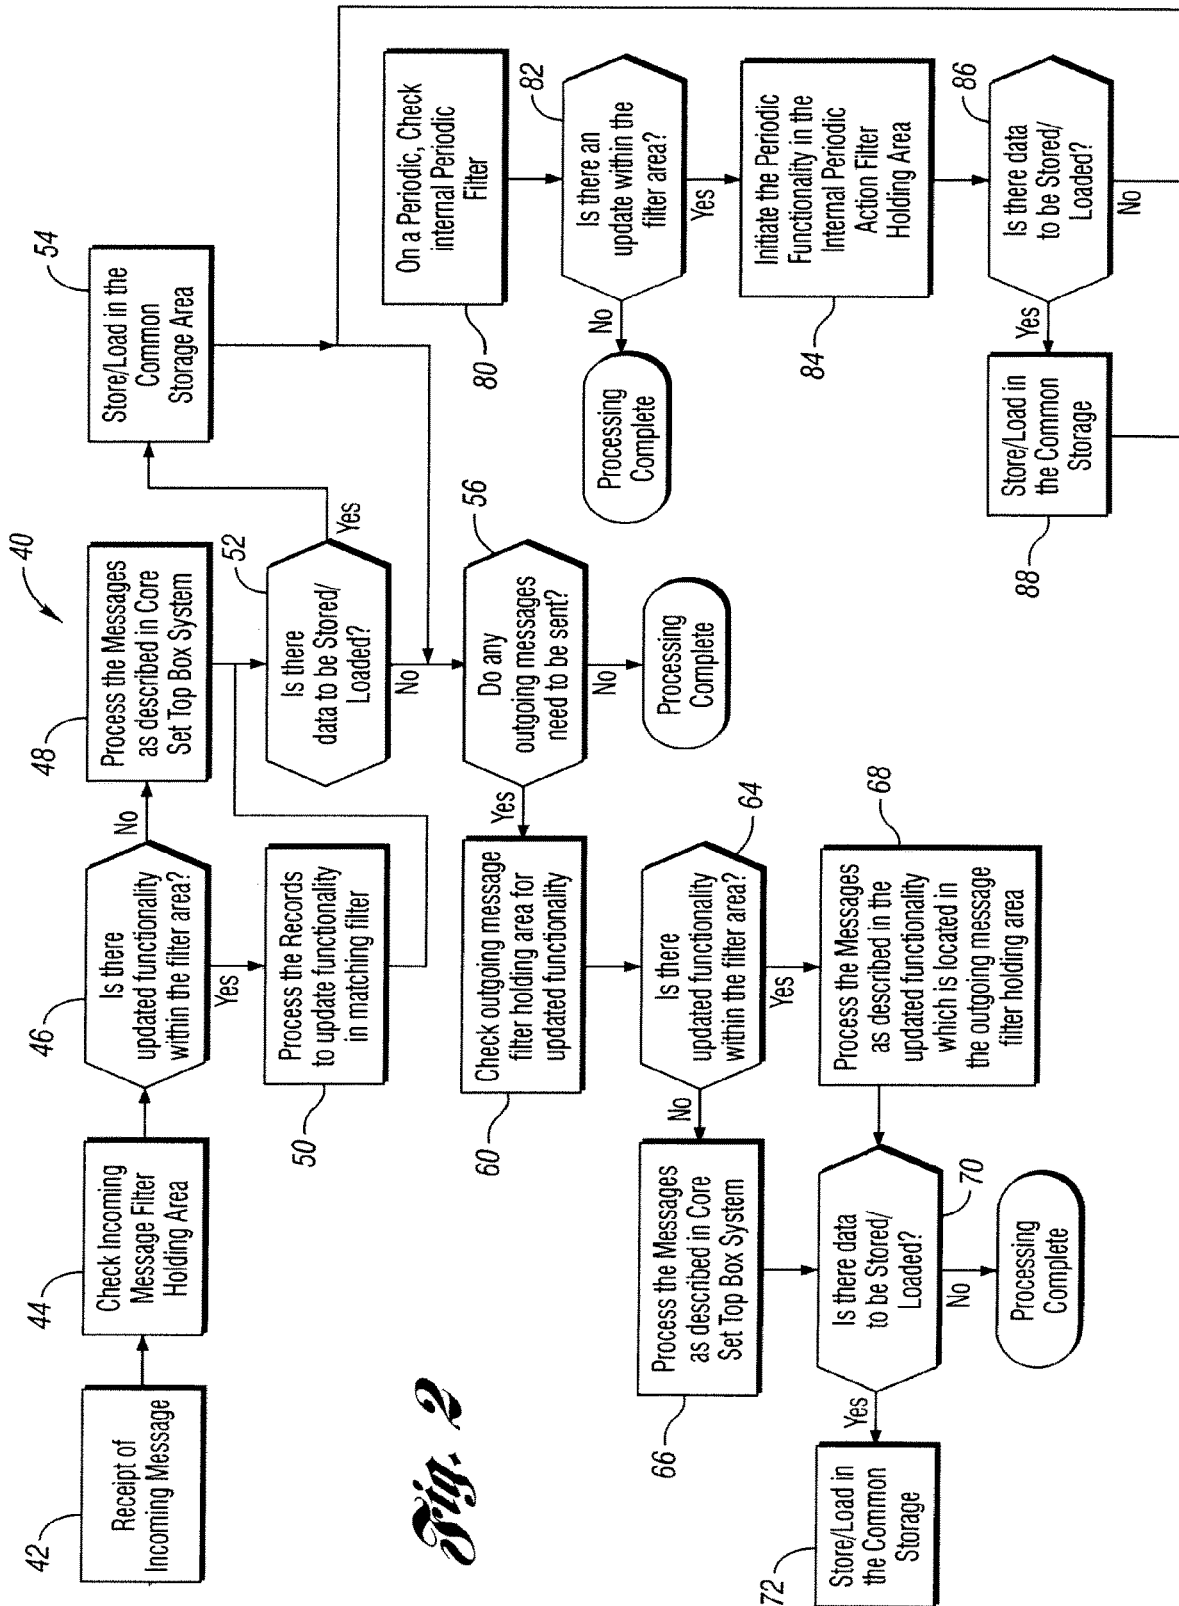 40
42
Receipt of
Incoming Message
44
Check Incoming
Message Filter
Holding Area
46
Is there
updated functionality
within the filter area?
No
Yes
48
Process the Messages
as described in Core
Set Top Box System
50
Process the Records
to update functionality
in matching filter
52
Is there
data to be Stored/
Loaded?
Yes
No
54
Store/Load in the
Common
Storage Area
56
Do any
outgoing messages
need to be sent?
Yes
No
Processing
Complete
60
Check outgoing message
filter holding area for
updated functionality
64
Is there
updated functionality
within the filter area?
No
Yes
66
Process the Messages
as described in Core
Set Top Box System
68
Process the Messages
as described in the
updated functionality
which is located in
the outgoing message
filter holding area
70
Is there data
to be Stored/
Loaded?
Yes
No
Processing
Complete
72
Store/Load in
the Common
Storage
80
On a Periodic, Check
internal Periodic
Filter
82
Is there an
update within the
filter area?
No
Yes
Processing
Complete
84
Initiate the Periodic
Functionality in the
Internal Periodic
Action Filter
Holding Area
86
Is there data
to be Stored/
Loaded?
Yes
No
88
Store/Load in
the Common
Storage
Fig. 2